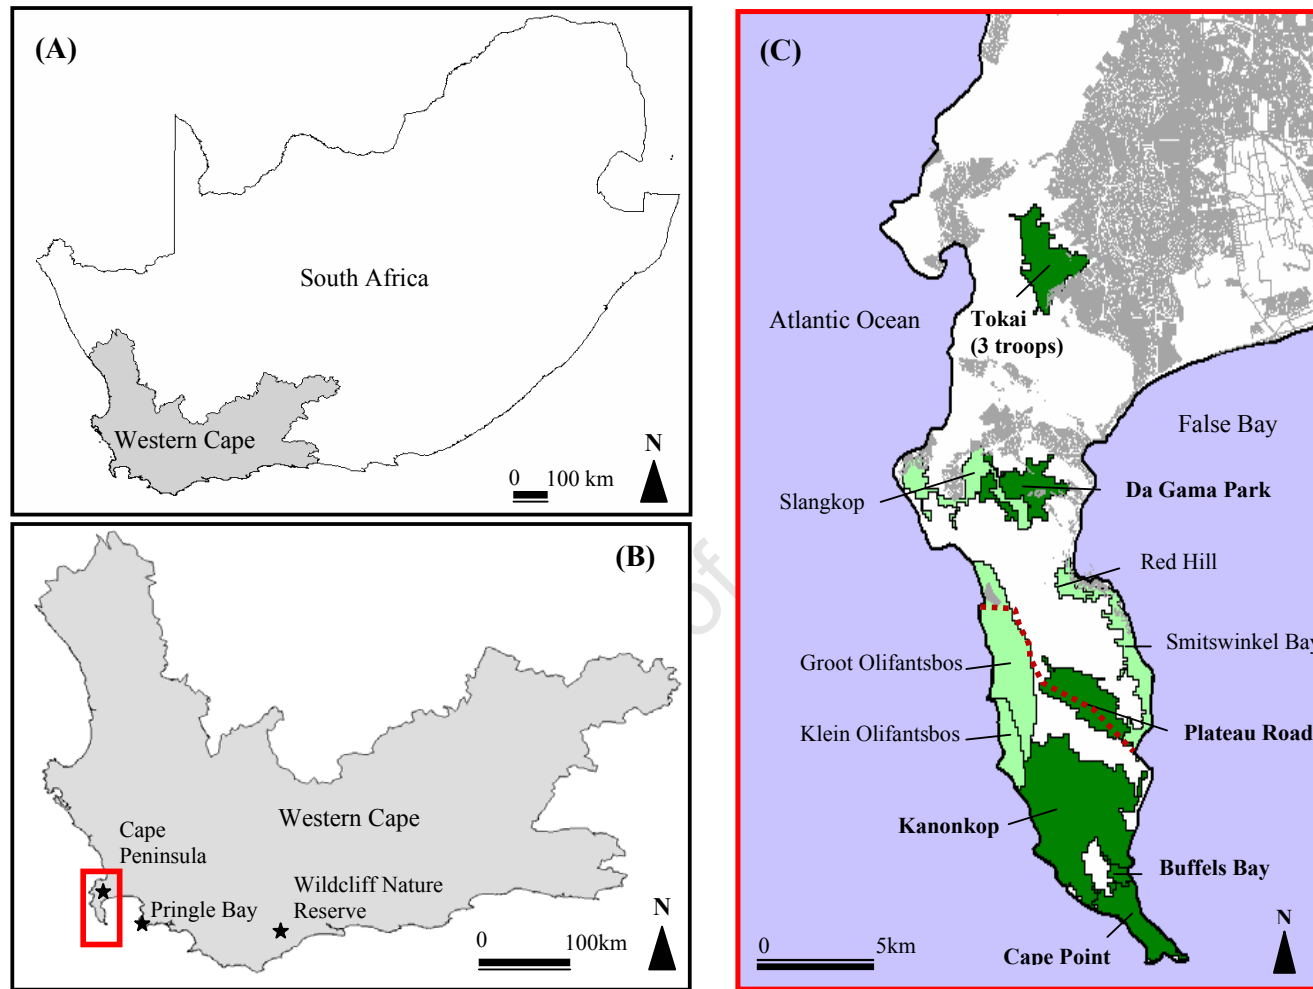 (A)
South Africa
Western Cape
N
0 100 km
(B)
Western Cape
Cape
Peninsula
Pringle Bay
Wildcliff Nature
Reserve
N
0 100km
of
(C)
Atlantic Ocean
Tokai
(3 troops)
False Bay
Slangkop
Da Gama Park
Red Hill
Smitswinkel Bay
Groot Olifantsbos
Klein Olifantsbos
Plateau Road
Kanonkop
Buffels Bay
Cape Point
N
0 5km